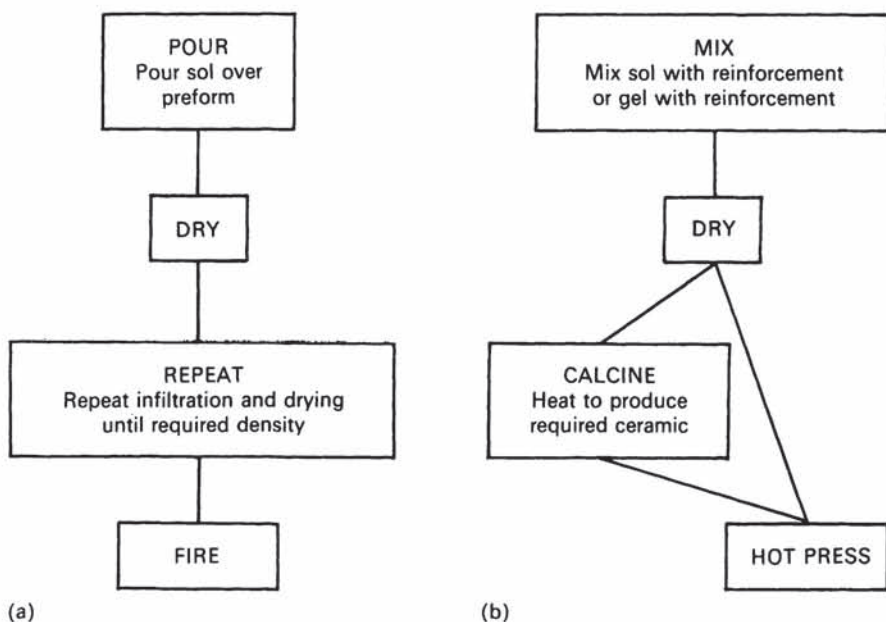 POUR
Pour sol over
preform
DRY
REPEAT
Repeat infiltration and drying
until required density
FIRE
(a)
MIX
Mix sol with reinforcement
or gel with reinforcement
DRY
CALCINE
Heat to produce
required ceramic
HOT PRESS
(b)